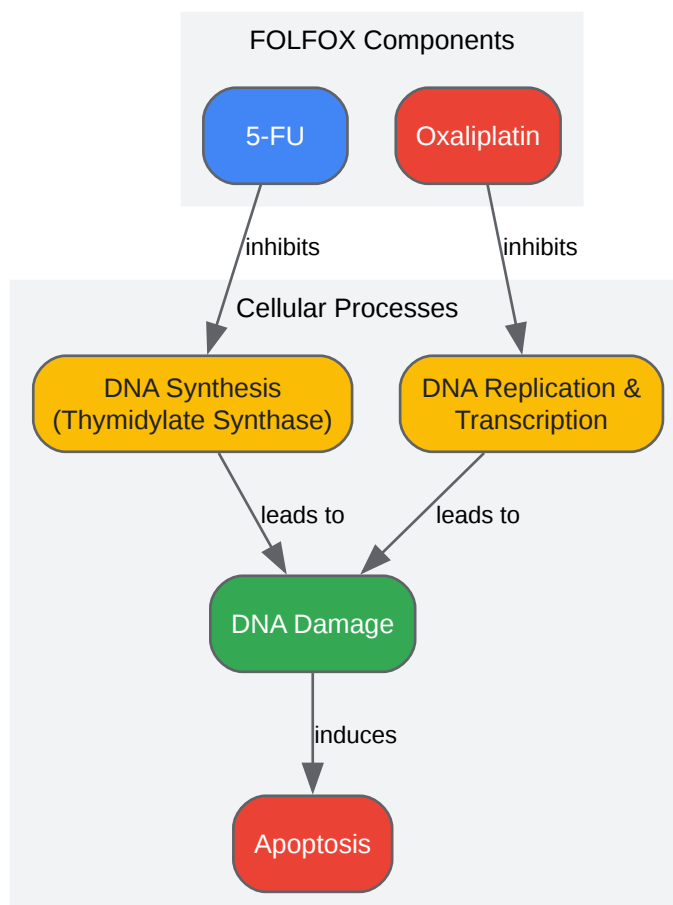 FOLFOX Components
5-FU
Oxaliplatin
inhibits
inhibits
Cellular Processes
DNA Synthesis
(Thymidylate Synthase)
DNA Replication &
Transcription
leads to
leads to
DNA Damage
induces
Apoptosis